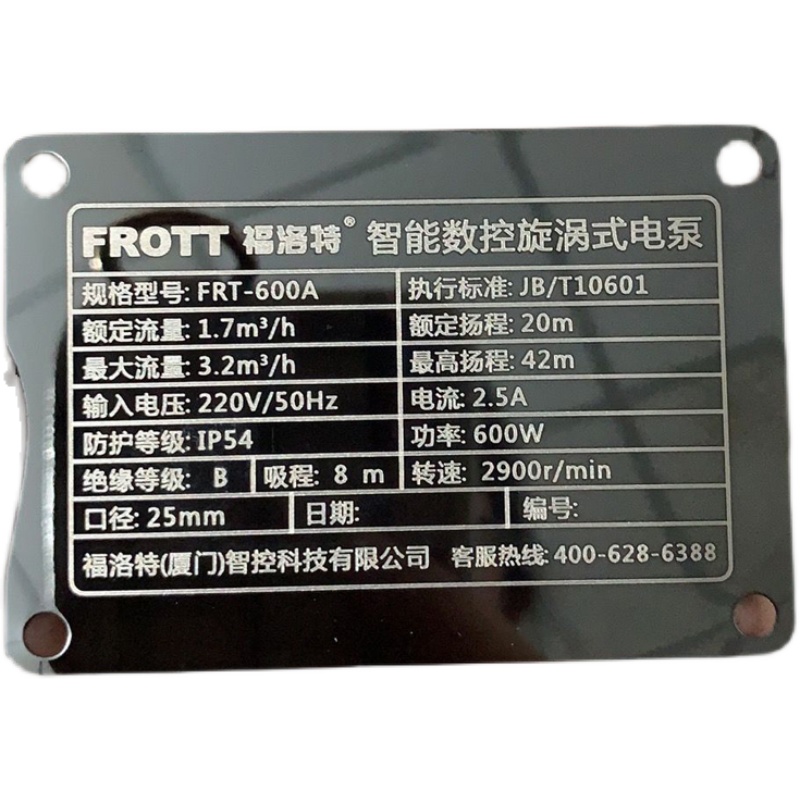 FROTT 福洛特® 智能数控旋涡式电泵
规格型号: FRT-600A 执行标准: JB/T10601
额定流量: 1.7m³/h 额定扬程: 20m
最大流量: 3.2m³/h 最高扬程: 42m
输入电压: 220V/50Hz 电流: 2.5A
防护等级: IP54 功率: 600W
绝缘等级: B 吸程: 8 m 转速: 2900r/min
口径: 25mm 日期: 编号:
福洛特(厦门)智控科技有限公司 客服热线: 400-628-6388